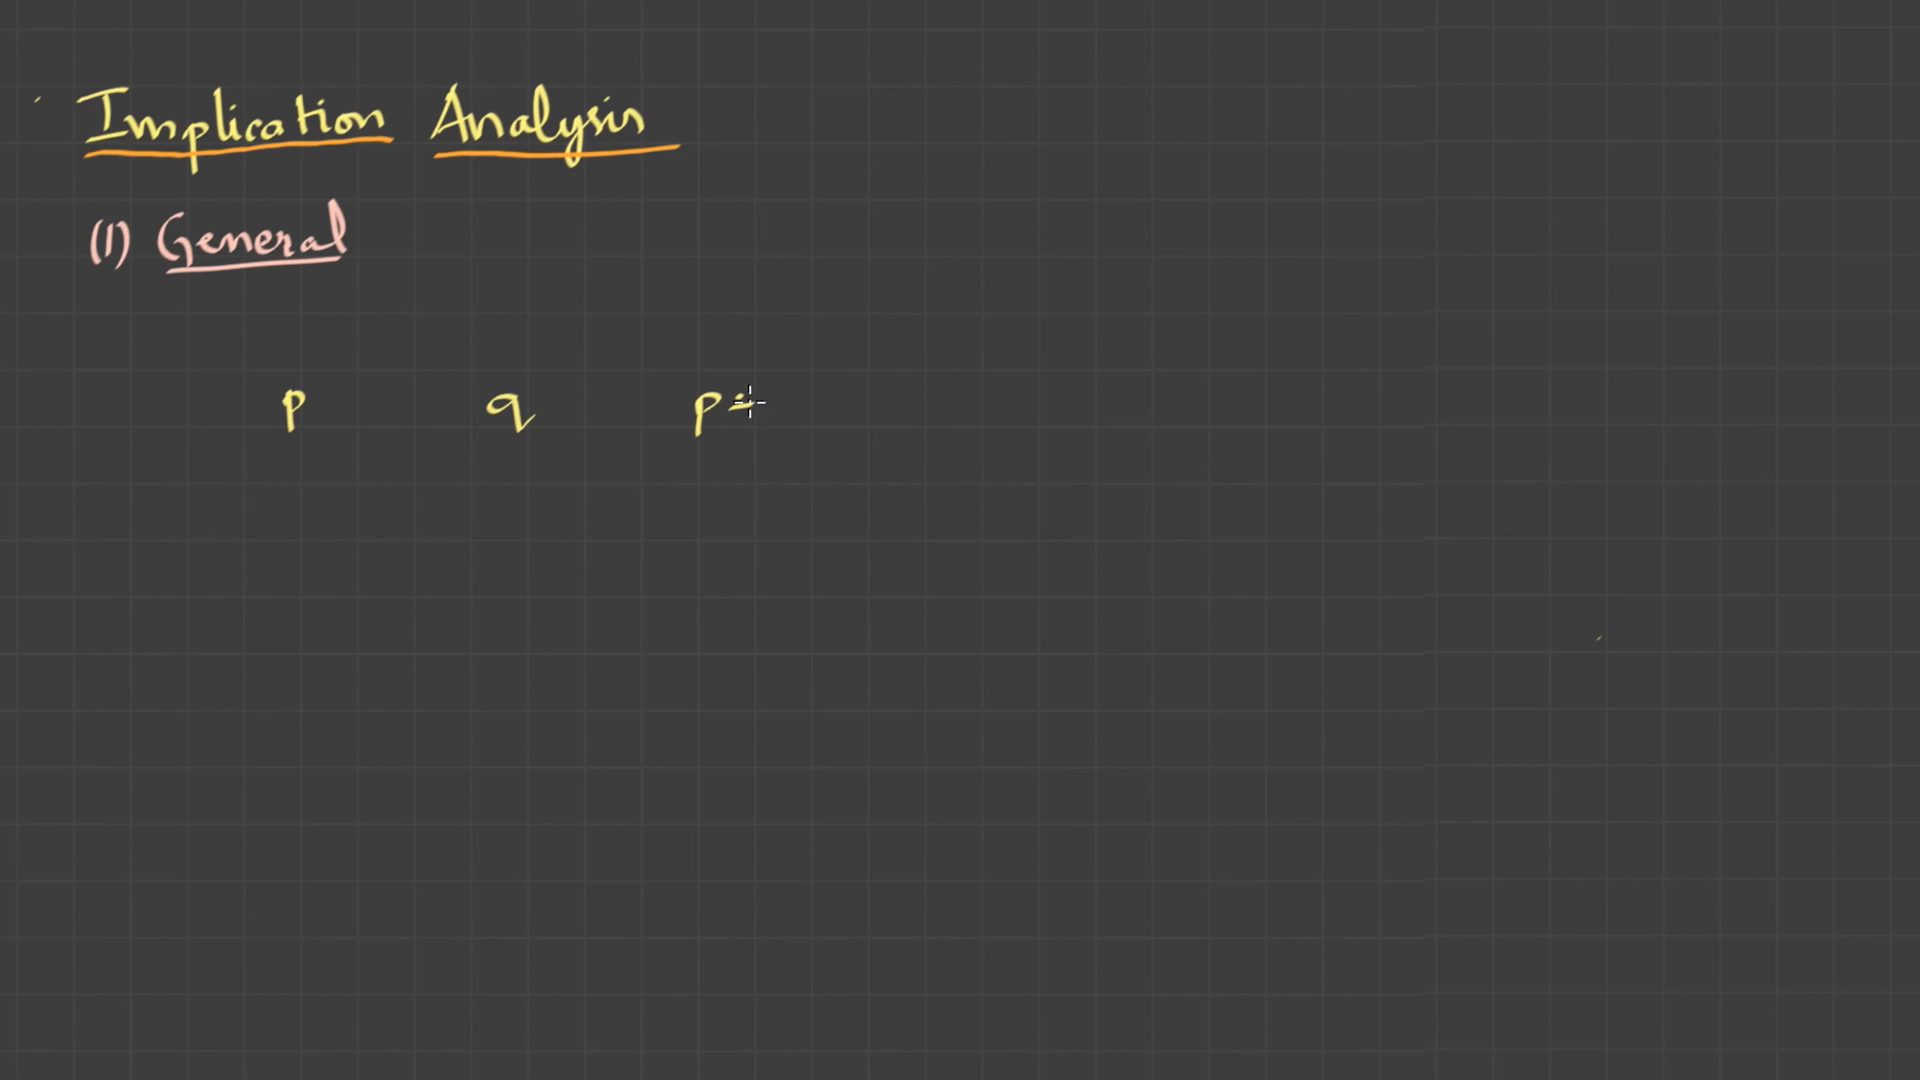 Implication Analysis
(1) General
p q p=